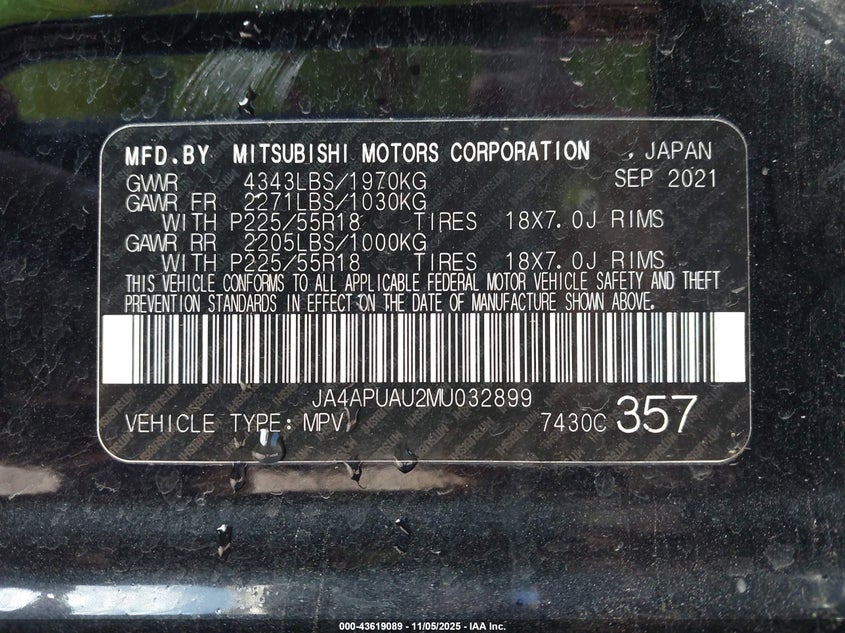 MFD.BY MITSUBISHI MOTORS CORPORATION , JAPAN
GVWR 4343LBS/1970KG SEP 2021
GAWR FR 2271LBS/1030KG
WITH P225/55R18 TIRES 18X7.0J RIMS
GAWR RR 2205LBS/1000KG
WITH P225/55R18 TIRES 18X7.0J RIMS
THIS VEHICLE CONFORMS TO ALL APPLICABLE FEDERAL MOTOR VEHICLE SAFETY AND THEFT
PREVENTION STANDARDS IN EFFECT ON THE DATE OF MANUFACTURE SHOWN ABOVE.
JA4APUAU2MU032899
VEHICLE TYPE: MPV 7430C 357
000-43619089 - 11/05/2025 - IAA Inc.